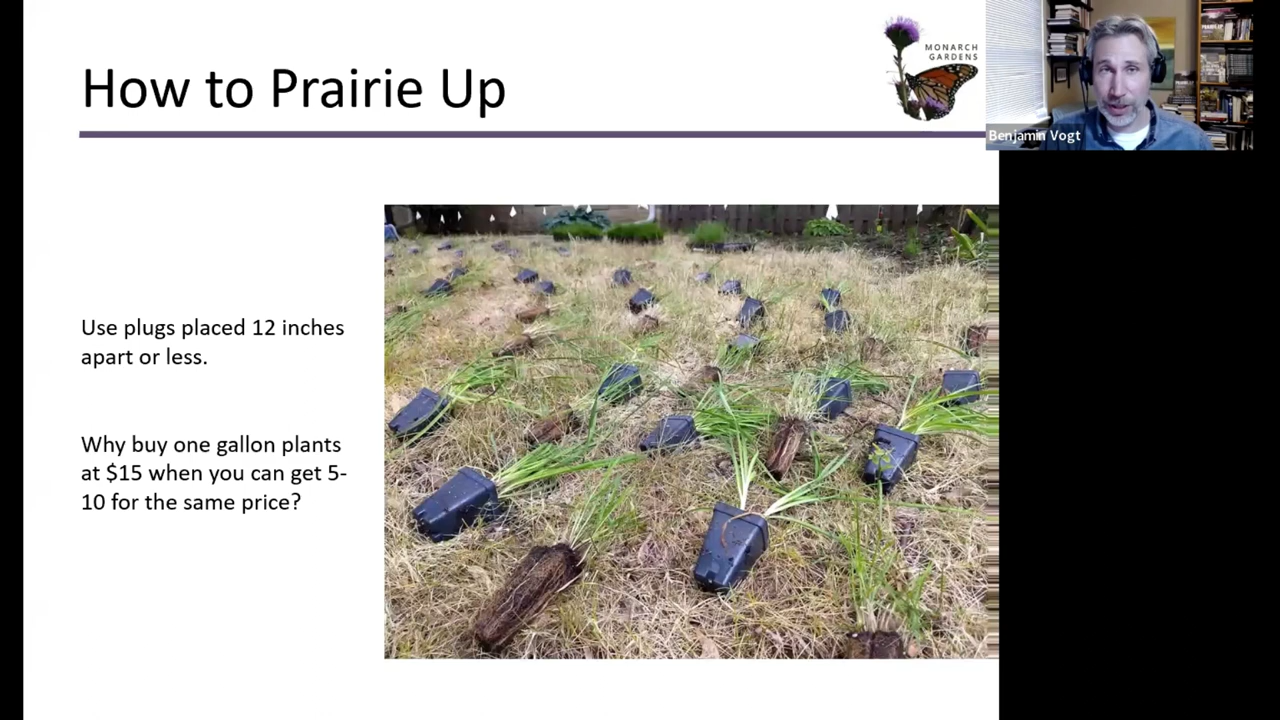 How to Prairie Up
MONARCH
GARDENS
Benjamin Vogt
Use plugs placed 12 inches
apart or less.
Why buy one gallon plants
at $15 when you can get 5-
10 for the same price?